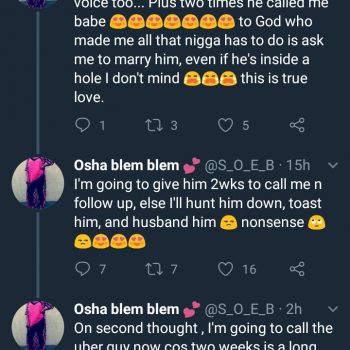 voice too... Plus two times he called me
babe 😍😍😍😍😍😍 to God who
made me all that nigga has to do is ask
me to marry him, even if he's inside a
hole I don't mind 😭😭😭 this is true
love.
1 3 5
Osha blem blem 💕 @S_O_E_B · 15h
I'm going to give him 2wks to call me n
follow up, else I'll hunt him down, toast
him, and husband him 😒 nonsense 🙄
😒😍😍😍
7 7 16
Osha blem blem 💕 @S_O_E_B · 2h
On second thought , I'm going to call the
uber guy now cos two weeks is a long